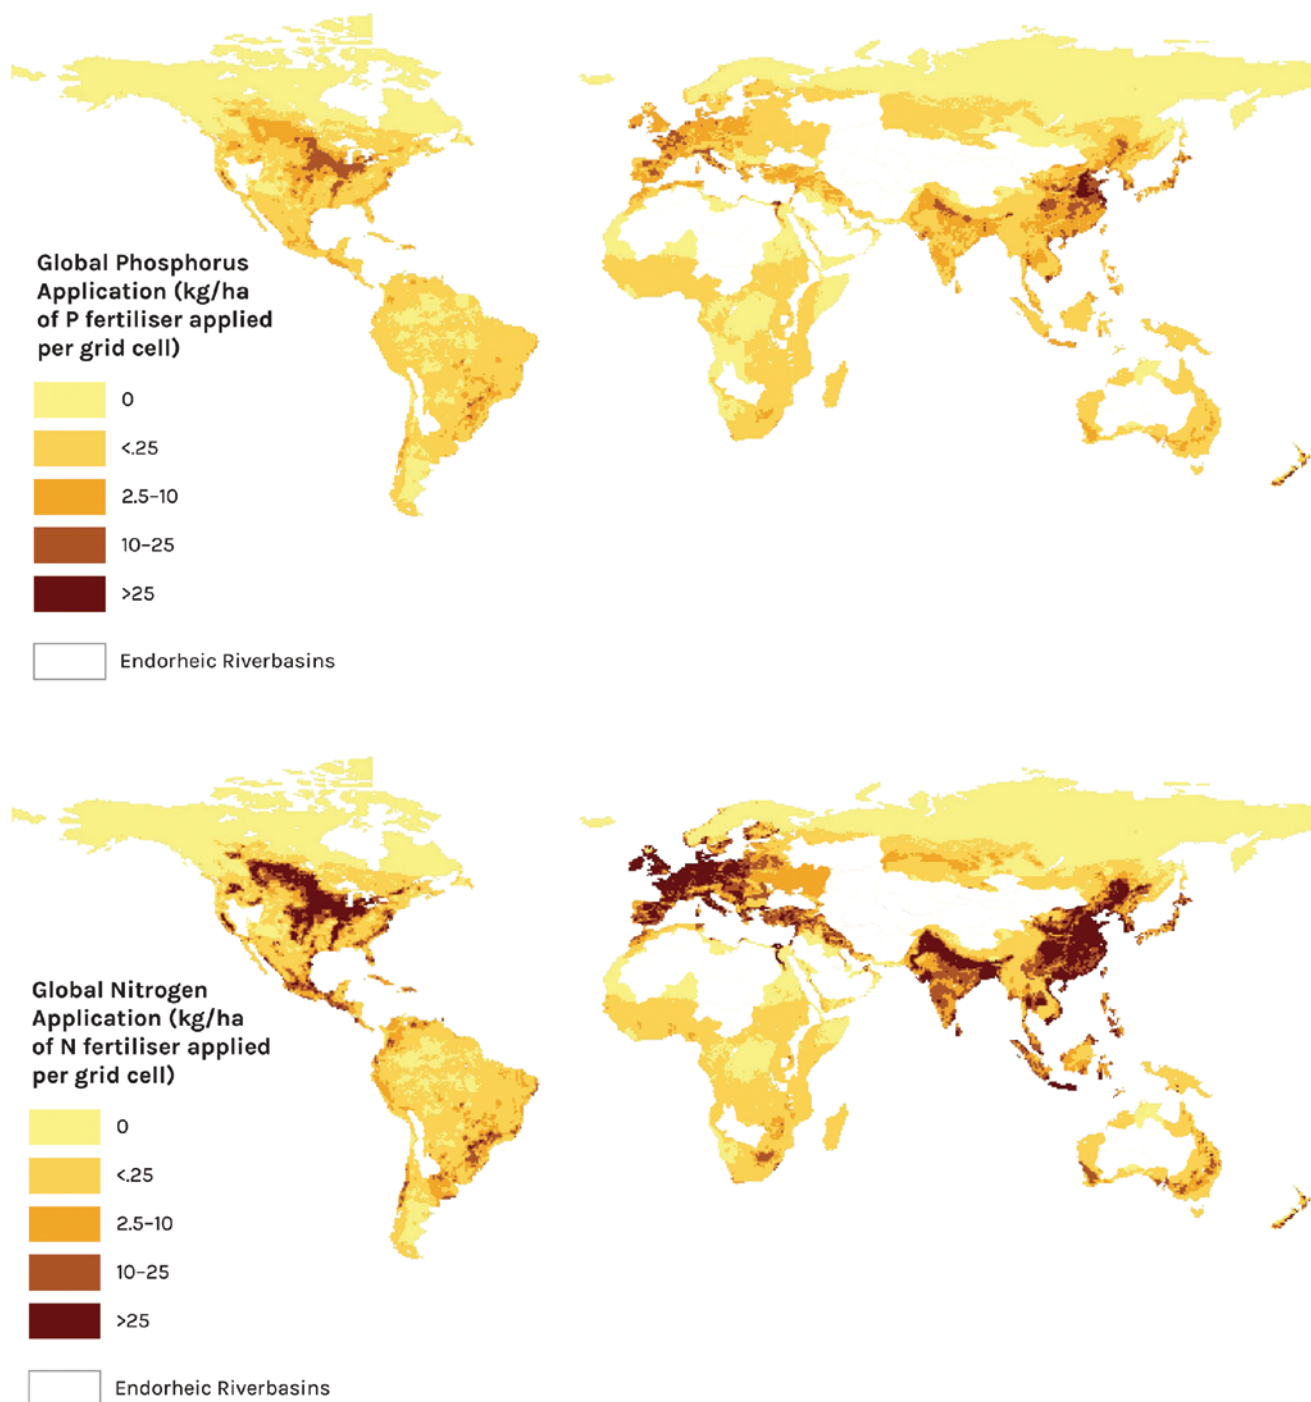 Global Phosphorus
Application (kg/ha
of P fertiliser applied
per grid cell)
0
<.25
2.5–10
10–25
>25
Endorheic Riverbasins
Global Nitrogen
Application (kg/ha
of N fertiliser applied
per grid cell)
0
<.25
2.5–10
10–25
>25
Endorheic Riverbasins